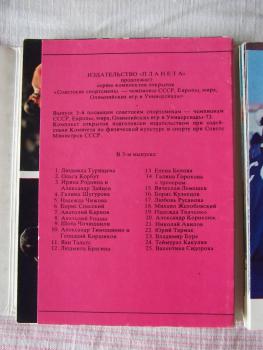 ИЗДАТЕЛЬСТВО «ПЛАНЕТА»
продолжает
серию комплектов открыток
«Советские спортсмены — чемпионы СССР, Европы, мира,
Олимпийских игр и Универсиады»
Выпуск 3-й посвящен советским спортсменам — чемпионам
СССР, Европы, мира, Олимпийских игр и Универсиады-73.
Комплект открыток подготовлен издательством при содей-
ствии Комитета по физической культуре и спорту при Совете
Министров СССР.
В 3-м выпуске:
1. Людмила Турищева
2. Ольга Корбут
3. Ирина Роднина и
Александр Зайцев
4. Галина Шугурова
5. Надежда Чижова
6. Борис Спасский
7. Анатолий Карпов
8. Анатолий Рощин
9. Шота Чочишвили
10. Александр Тимошинин и
Геннадий Коршиков
11. Яан Тальтс
12. Людмила Брагина
13. Елена Белова
14. Галина Горохова
с тренером
15. Вячеслав Лемешев
16. Борис Кузнецов
17. Любовь Русанова
18. Михаил Желобовский
19. Надежда Ткаченко
20. Александр Корнелюк
21. Николай Авилов
22. Юрий Тармак
23. Владимир Буре
24. Теймураз Какулия
25. Валентина Сидорова